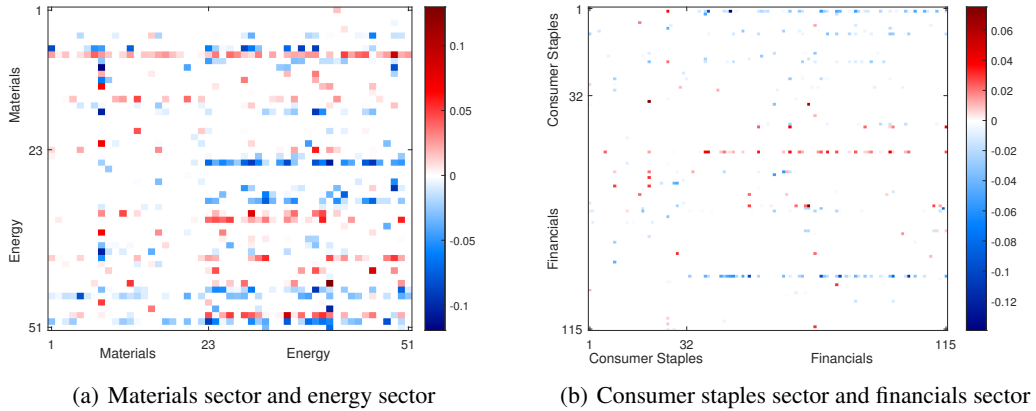 1
23
51
Materials
Energy
1
23
51
Materials
Energy
0.1
0.05
0
-0.05
-0.1
(a) Materials sector and energy sector
1
32
115
Consumer Staples
Financials
1
32
115
Consumer Staples
Financials
0.06
0.04
0.02
0
-0.02
-0.04
-0.06
-0.08
-0.1
-0.12
(b) Consumer staples sector and financials sector